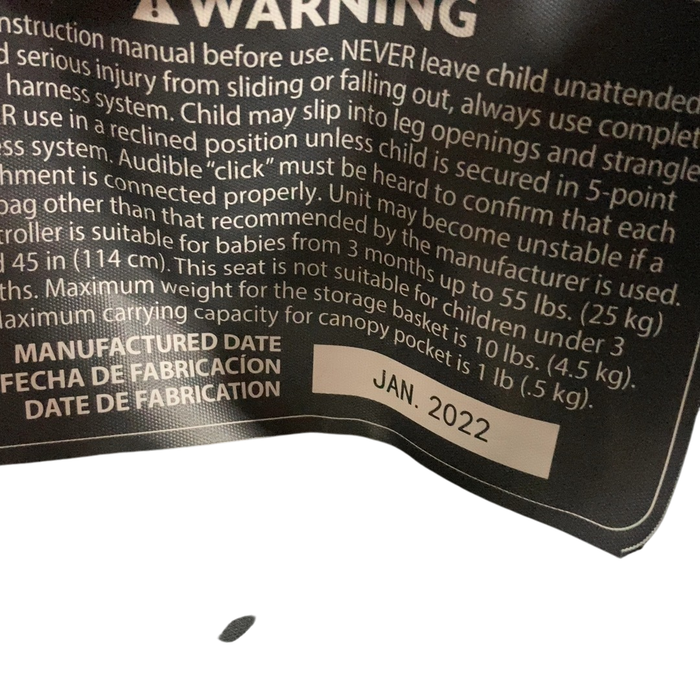 WARNING
nstruction manual before use. NEVER leave child unattended
serious injury from sliding or falling out, always use complet
harness system. Child may slip into leg openings and strangle
R use in a reclined position unless child is secured in 5-point
ss system. Audible "click" must be heard to confirm that each
hment is connected properly. Unit may become unstable if a
bag other than that recommended by the manufacturer is used.
troller is suitable for babies from 3 months up to 55 lbs. (25 kg)
d 45 in (114 cm). This seat is not suitable for children under 3
ths. Maximum weight for the storage basket is 10 lbs. (4.5 kg).
Maximum carrying capacity for canopy pocket is 1 lb (.5 kg).
MANUFACTURED DATE
FECHA DE FABRICACÍON
DATE DE FABRICATION
JAN. 2022